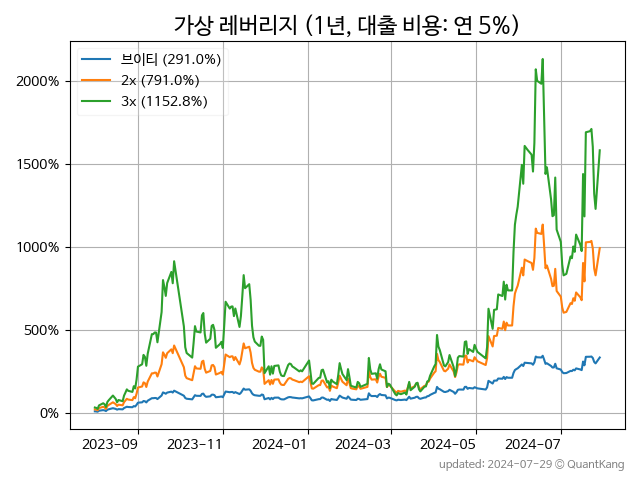 가상 레버리지 (1년, 대출 비용: 연 5%)
브이티 (291.0%)
2x (791.0%)
3x (1152.8%)
2000%
1500%
1000%
500%
0%
2023-09 2023-11 2024-01 2024-03 2024-05 2024-07
updated: 2024-07-29 © QuantKang